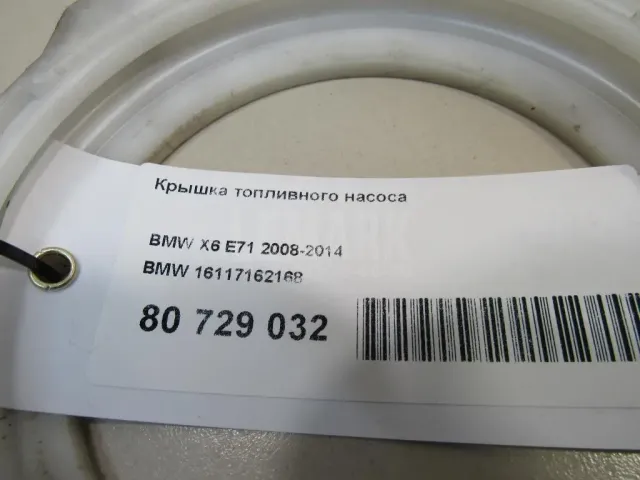 Крышка топливного насоса
BMW X6 E71 2008-2014
BMW 16117162168
80 729 032